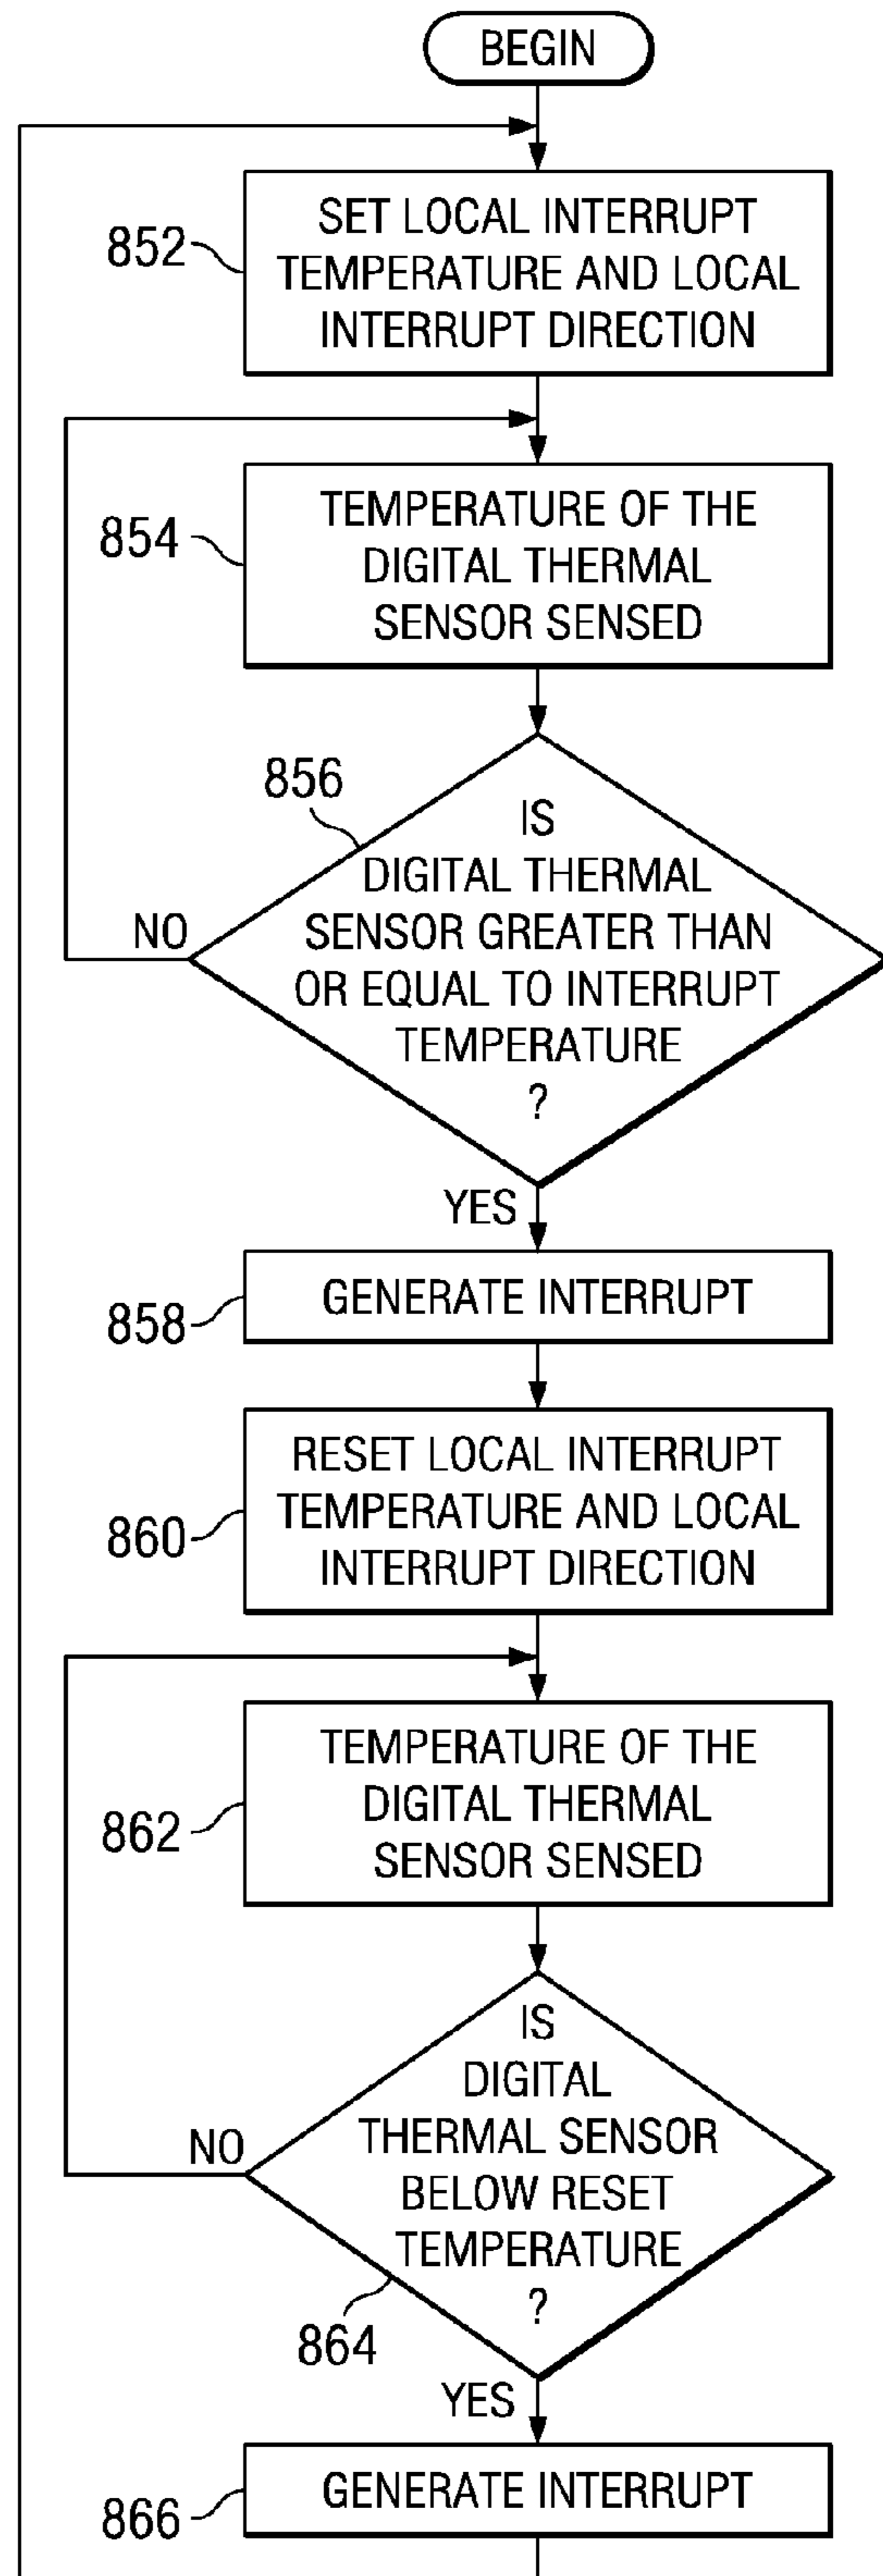 BEGIN
852
SET LOCAL INTERRUPT
TEMPERATURE AND LOCAL
INTERRUPT DIRECTION
854
TEMPERATURE OF THE
DIGITAL THERMAL
SENSOR SENSED
856
IS
DIGITAL THERMAL
SENSOR GREATER THAN
OR EQUAL TO INTERRUPT
TEMPERATURE
?
NO
YES
858
GENERATE INTERRUPT
860
RESET LOCAL INTERRUPT
TEMPERATURE AND LOCAL
INTERRUPT DIRECTION
862
TEMPERATURE OF THE
DIGITAL THERMAL
SENSOR SENSED
IS
DIGITAL
THERMAL SENSOR
BELOW RESET
TEMPERATURE
?
NO
864
YES
866
GENERATE INTERRUPT